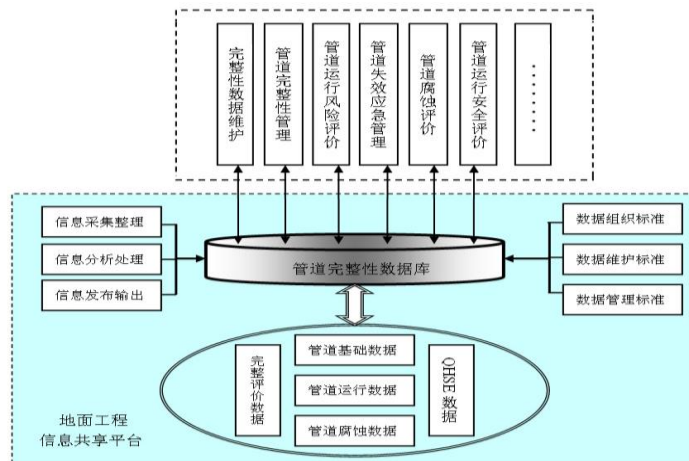 完整性数据维护
管道完整性管理
管道运行风险评价
管道失效应急管理
管道腐蚀评价
管道运行安全评价
………
信息采集整理
信息分析处理
信息发布输出
管道完整性数据库
数据组织标准
数据维护标准
数据管理标准
完整评价数据
管道基础数据
管道运行数据
管道腐蚀数据
QHSE 数据
地面工程
信息共享平台